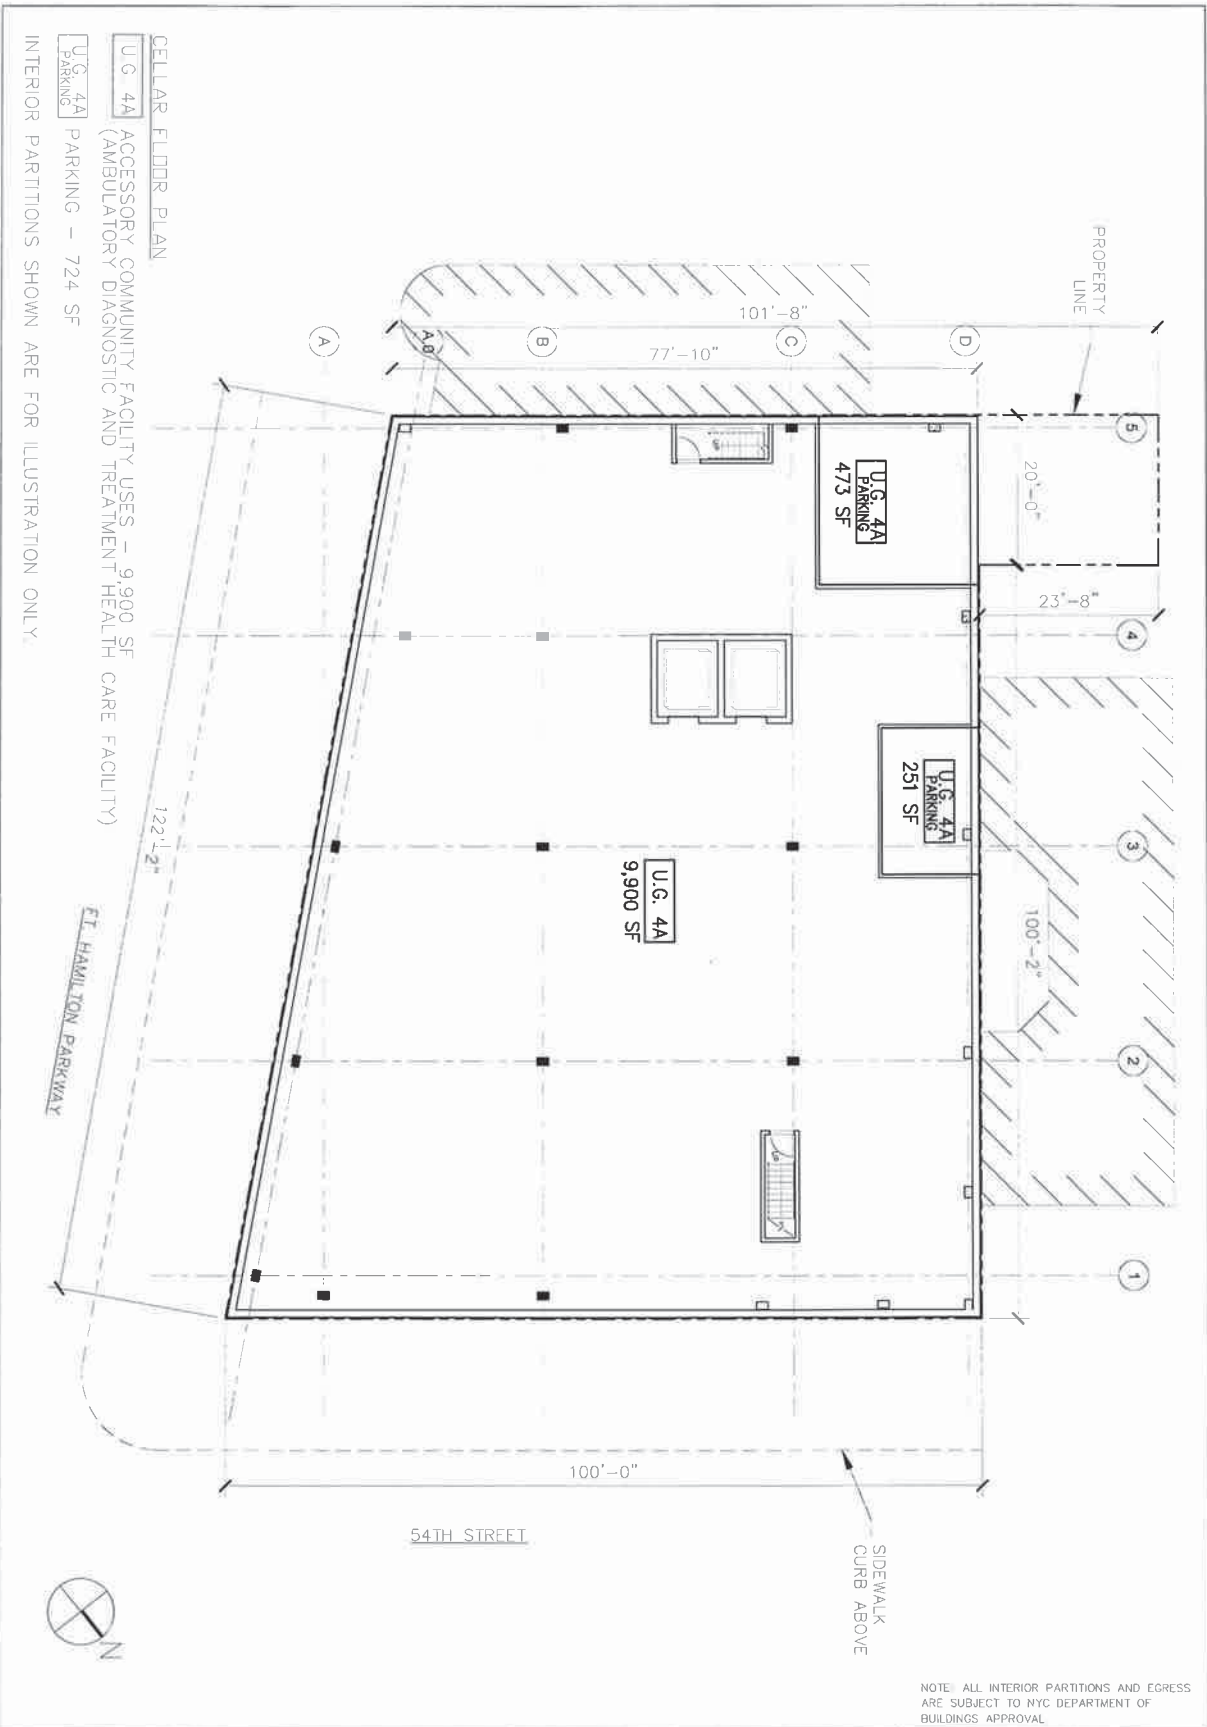 CELLAR FLOOR PLAN
U.G. 4A ACCESSORY COMMUNITY FACILITY USES - 9,900 SF
(AMBULATORY DIAGNOSTIC AND TREATMENT HEALTH CARE FACILITY)
U.G. 4A
PARKING
PARKING - 724 SF
INTERIOR PARTITIONS SHOWN ARE FOR ILLUSTRATION ONLY.
PROPERTY
LINE
101'-8"
77'-10"
A
A.8
B
C
D
5
4
3
2
1
20'-0"
23'-8"
100'-2"
U.G. 4A
PARKING
473 SF
U.G. 4A
PARKING
251 SF
U.G. 4A
9,900 SF
122'-2"
FT. HAMILTON PARKWAY
100'-0"
54TH STREET
SIDEWALK
CURB ABOVE
N
NOTE: ALL INTERIOR PARTITIONS AND EGRESS
ARE SUBJECT TO NYC DEPARTMENT OF
BUILDINGS APPROVAL